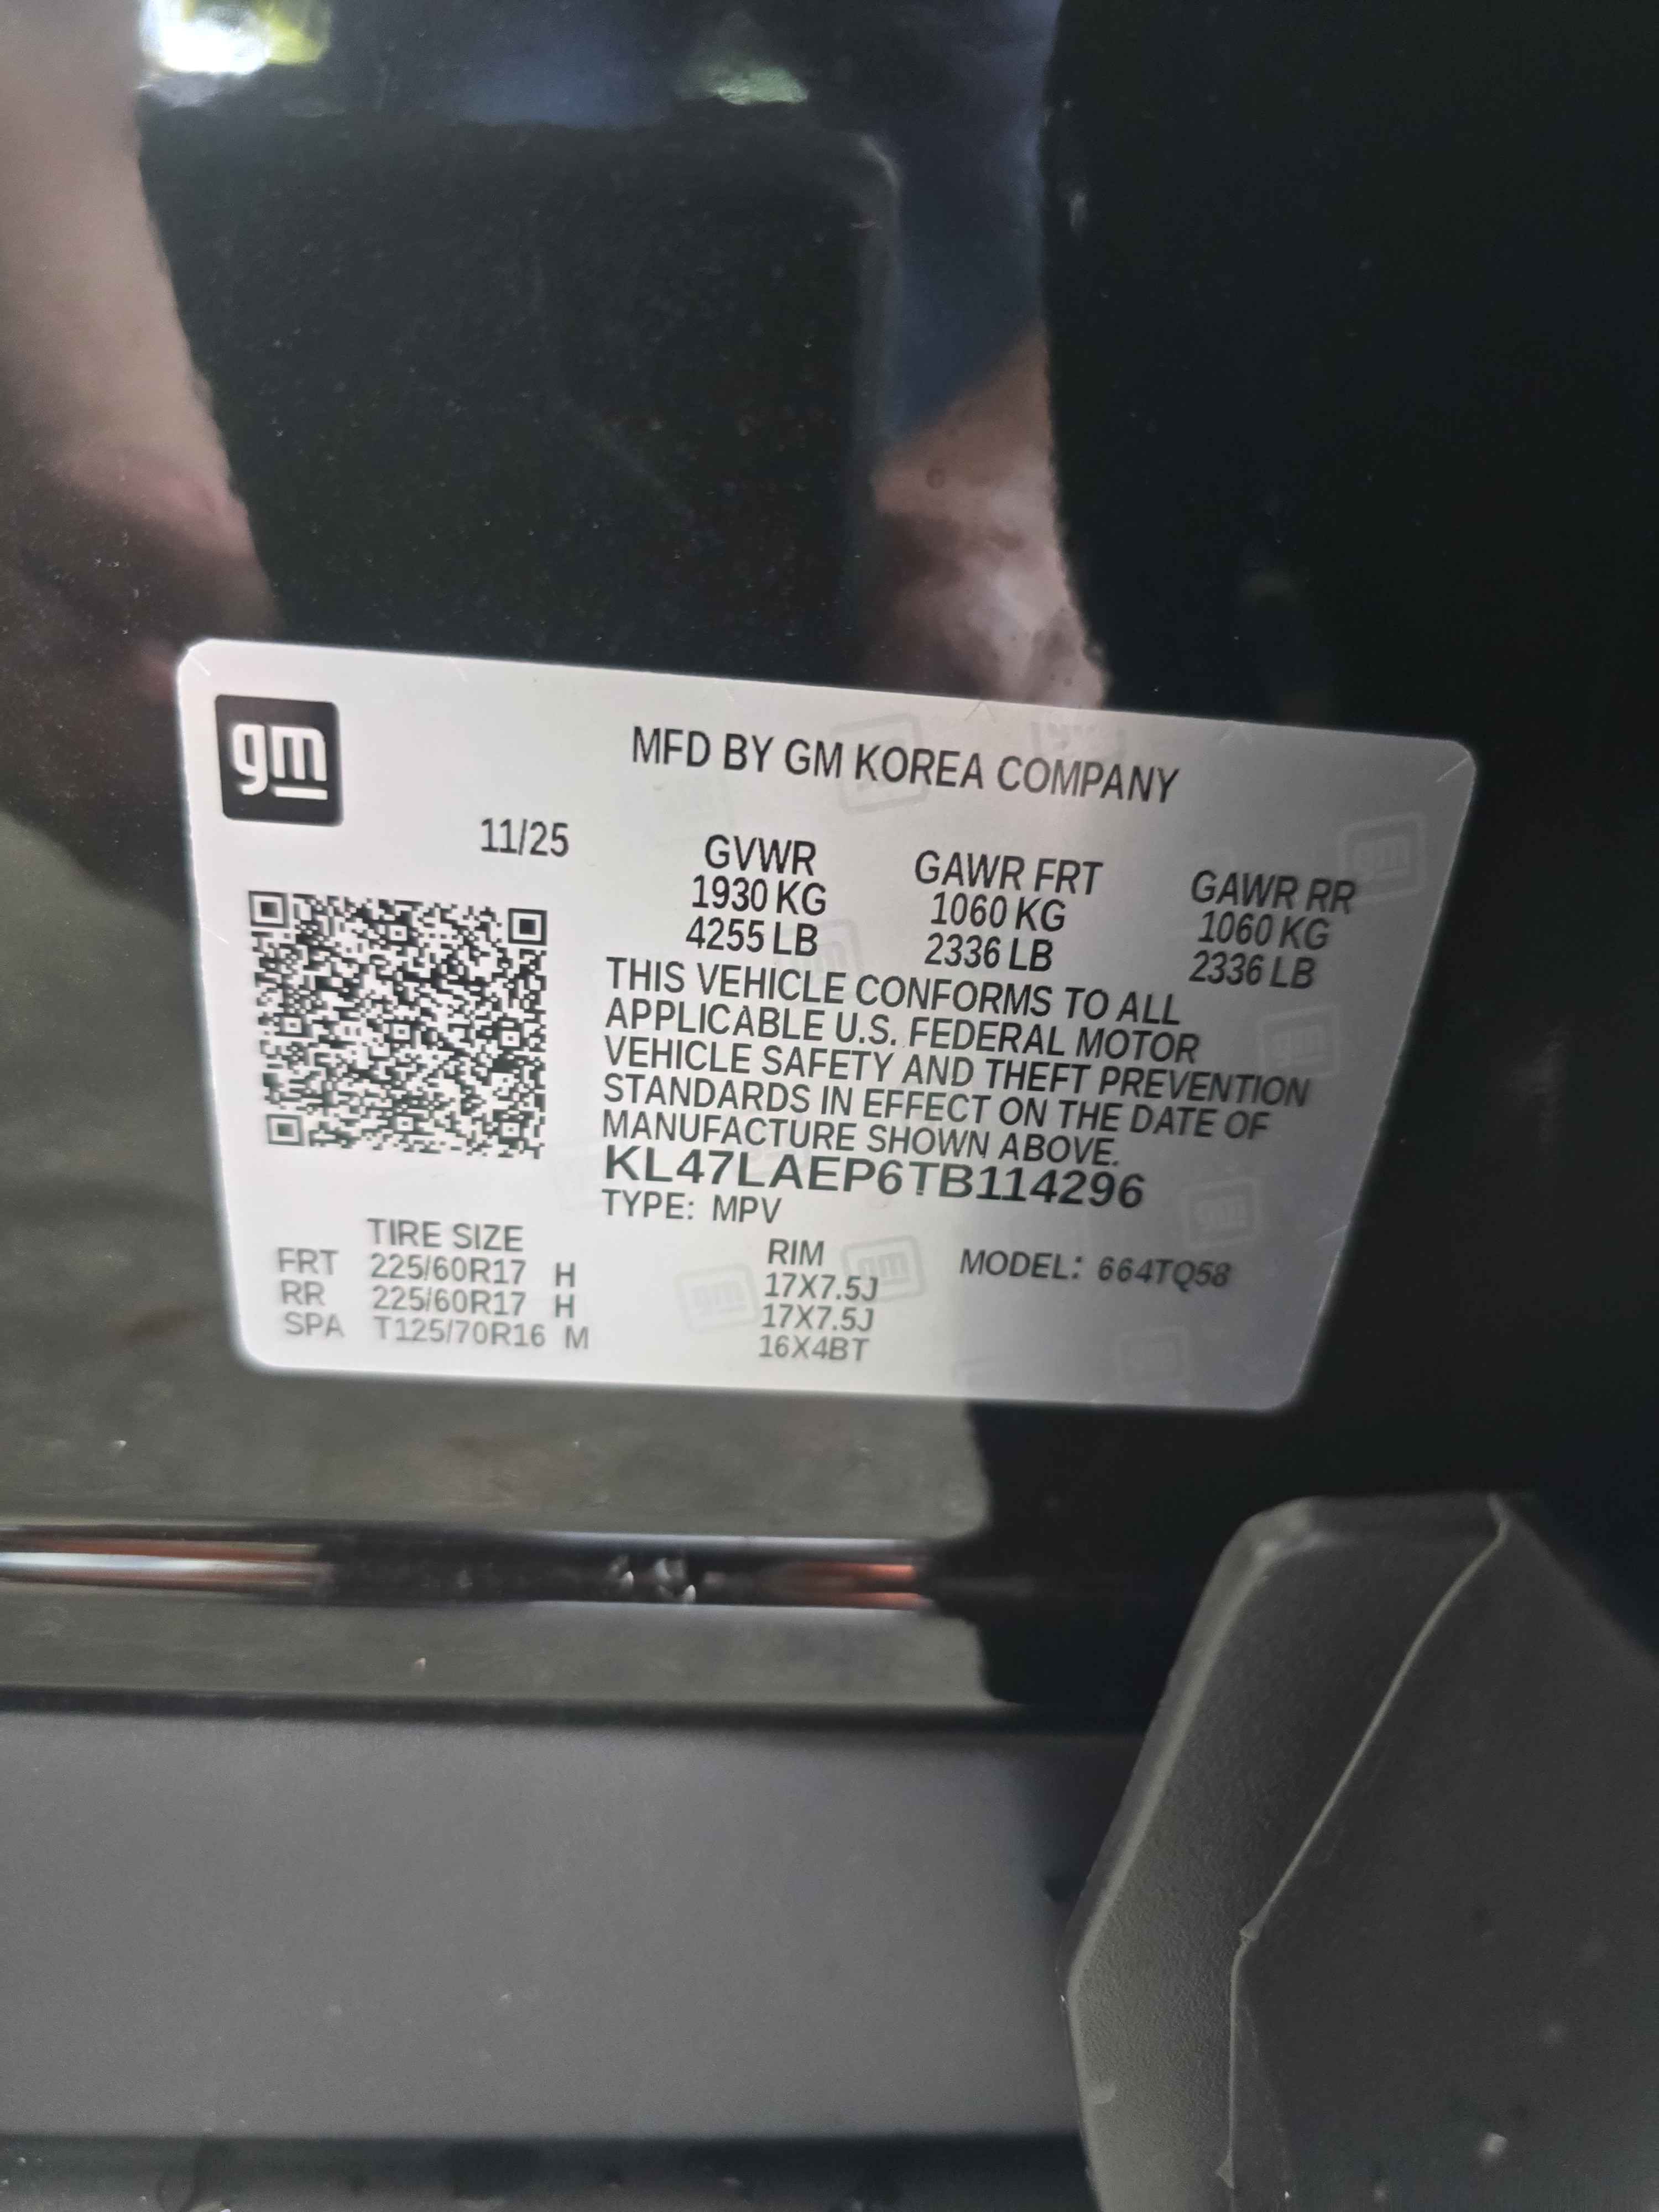 gm
MFD BY GM KOREA COMPANY
11/25
GVWR GAWR FRT GAWR RR
1930 KG 1060 KG 1060 KG
4255 LB 2336 LB 2336 LB
THIS VEHICLE CONFORMS TO ALL
APPLICABLE U.S. FEDERAL MOTOR
VEHICLE SAFETY AND THEFT PREVENTION
STANDARDS IN EFFECT ON THE DATE OF
MANUFACTURE SHOWN ABOVE.
KL47LAEP6TB114296
TYPE: MPV
TIRE SIZE RIM MODEL: 664TQ58
FRT 225/60R17 H 17X7.5J
RR 225/60R17 H 17X7.5J
SPA T125/70R16 M 16X4BT